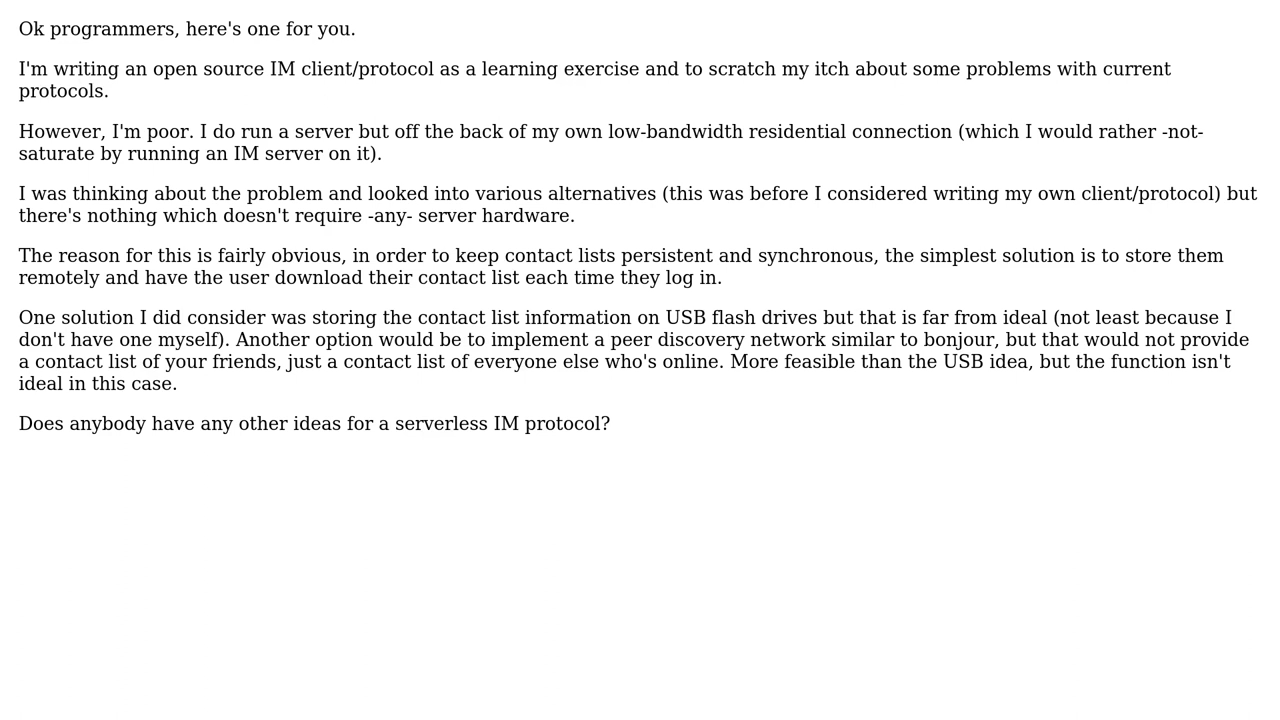 Ok programmers, here's one for you.
I'm writing an open source IM client/protocol as a learning exercise and to scratch my itch about some problems with current
protocols.
However, I'm poor. I do run a server but off the back of my own low-bandwidth residential connection (which I would rather -not-
saturate by running an IM server on it).
I was thinking about the problem and looked into various alternatives (this was before I considered writing my own client/protocol) but
there's nothing which doesn't require -any- server hardware.
The reason for this is fairly obvious, in order to keep contact lists persistent and synchronous, the simplest solution is to store them
remotely and have the user download their contact list each time they log in.
One solution I did consider was storing the contact list information on USB flash drives but that is far from ideal (not least because I
don't have one myself). Another option would be to implement a peer discovery network similar to bonjour, but that would not provide
a contact list of your friends, just a contact list of everyone else who's online. More feasible than the USB idea, but the function isn't
ideal in this case.
Does anybody have any other ideas for a serverless IM protocol?